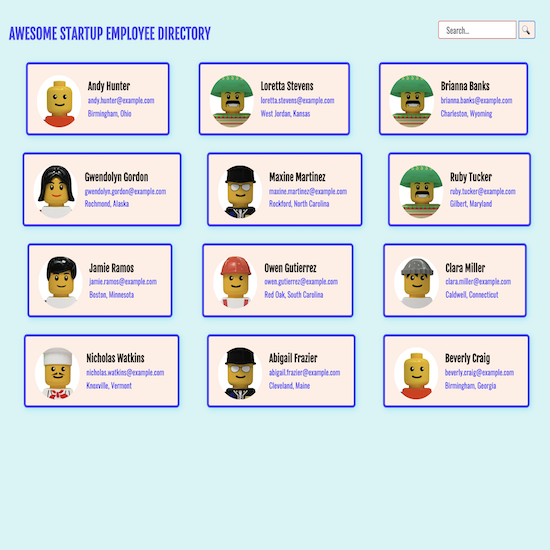 AWESOME STARTUP EMPLOYEE DIRECTORY
Search...
Andy Hunter
andy.hunter@example.com
Birmingham, Ohio
Loretta Stevens
loretta.stevens@example.com
West Jordan, Kansas
Brianna Banks
brianna.banks@example.com
Charleston, Wyoming
Gwendolyn Gordon
gwendolyn.gordon@example.com
Rochmond, Alaska
Maxine Martinez
maxine.martinez@example.com
Rockford, North Carolina
Ruby Tucker
ruby.tucker@example.com
Gilbert, Maryland
Jamie Ramos
jamie.ramos@example.com
Boston, Minnesota
Owen Gutierrez
owen.gutierrez@example.com
Red Oak, South Carolina
Clara Miller
clara.miller@example.com
Caldwell, Connecticut
Nicholas Watkins
nicholas.watkins@example.com
Knoxville, Vermont
Abigail Frazier
abigail.frazier@example.com
Cleveland, Maine
Beverly Craig
beverly.craig@example.com
Birmingham, Georgia